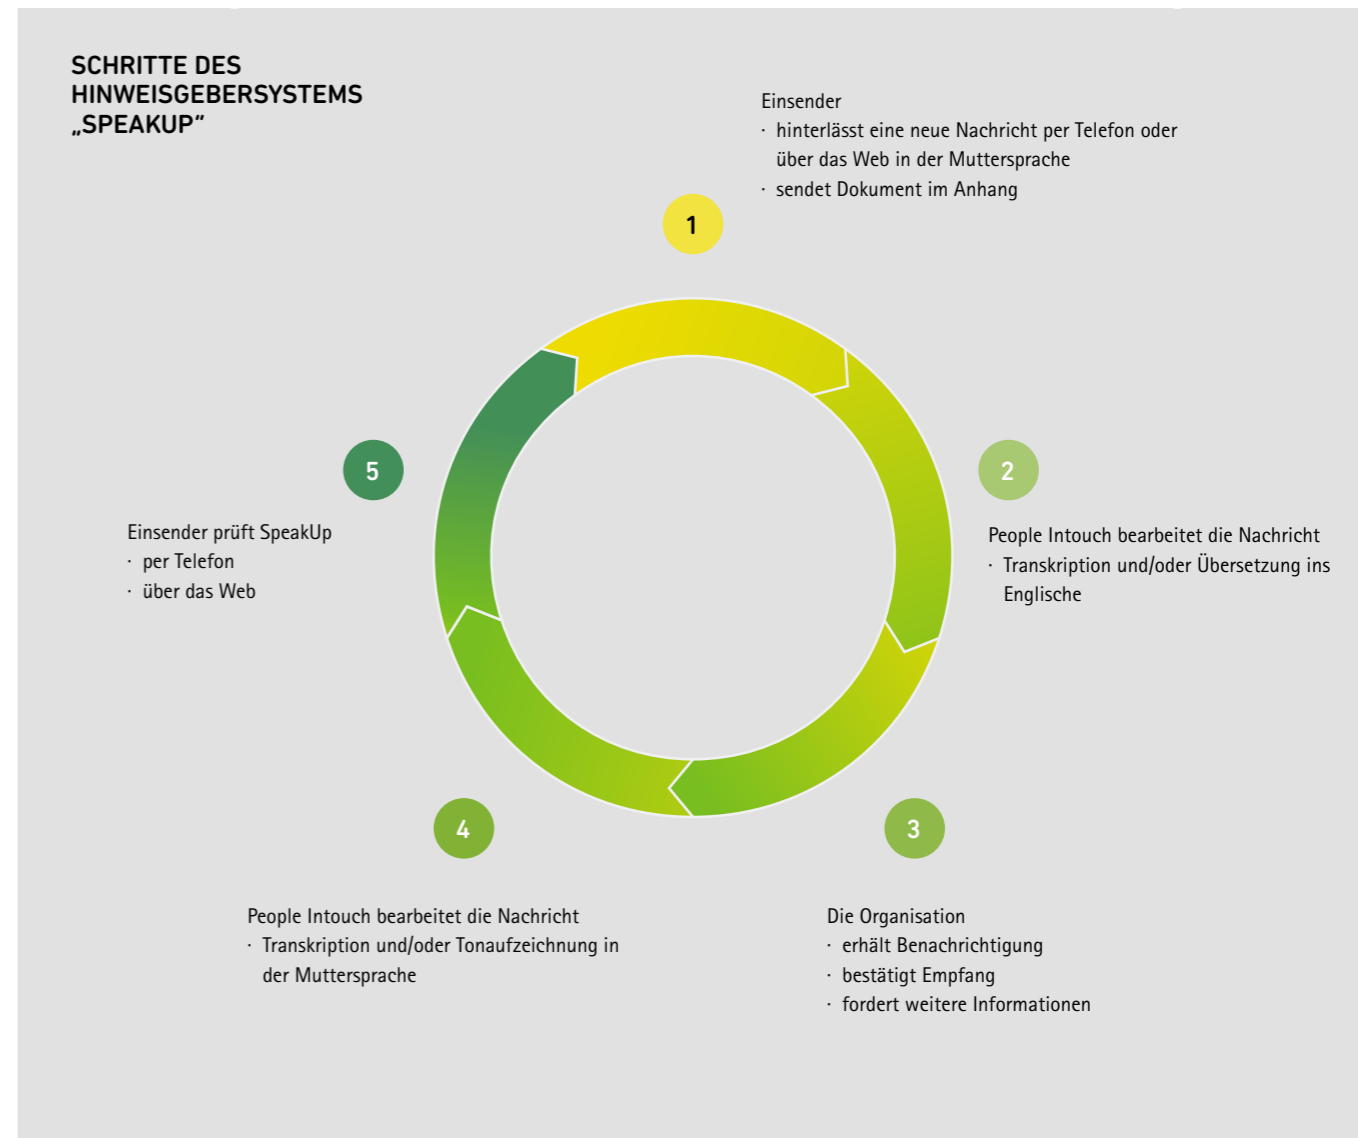 SCHRITTE DES
HINWEISGEBERSYSTEMS
„SPEAKUP“
Einsender
· hinterlässt eine neue Nachricht per Telefon oder
über das Web in der Muttersprache
· sendet Dokument im Anhang
1
2
People Intouch bearbeitet die Nachricht
· Transkription und/oder Übersetzung ins
Englische
3
Die Organisation
· erhält Benachrichtigung
· bestätigt Empfang
· fordert weitere Informationen
4
People Intouch bearbeitet die Nachricht
· Transkription und/oder Tonaufzeichnung in
der Muttersprache
5
Einsender prüft SpeakUp
· per Telefon
· über das Web